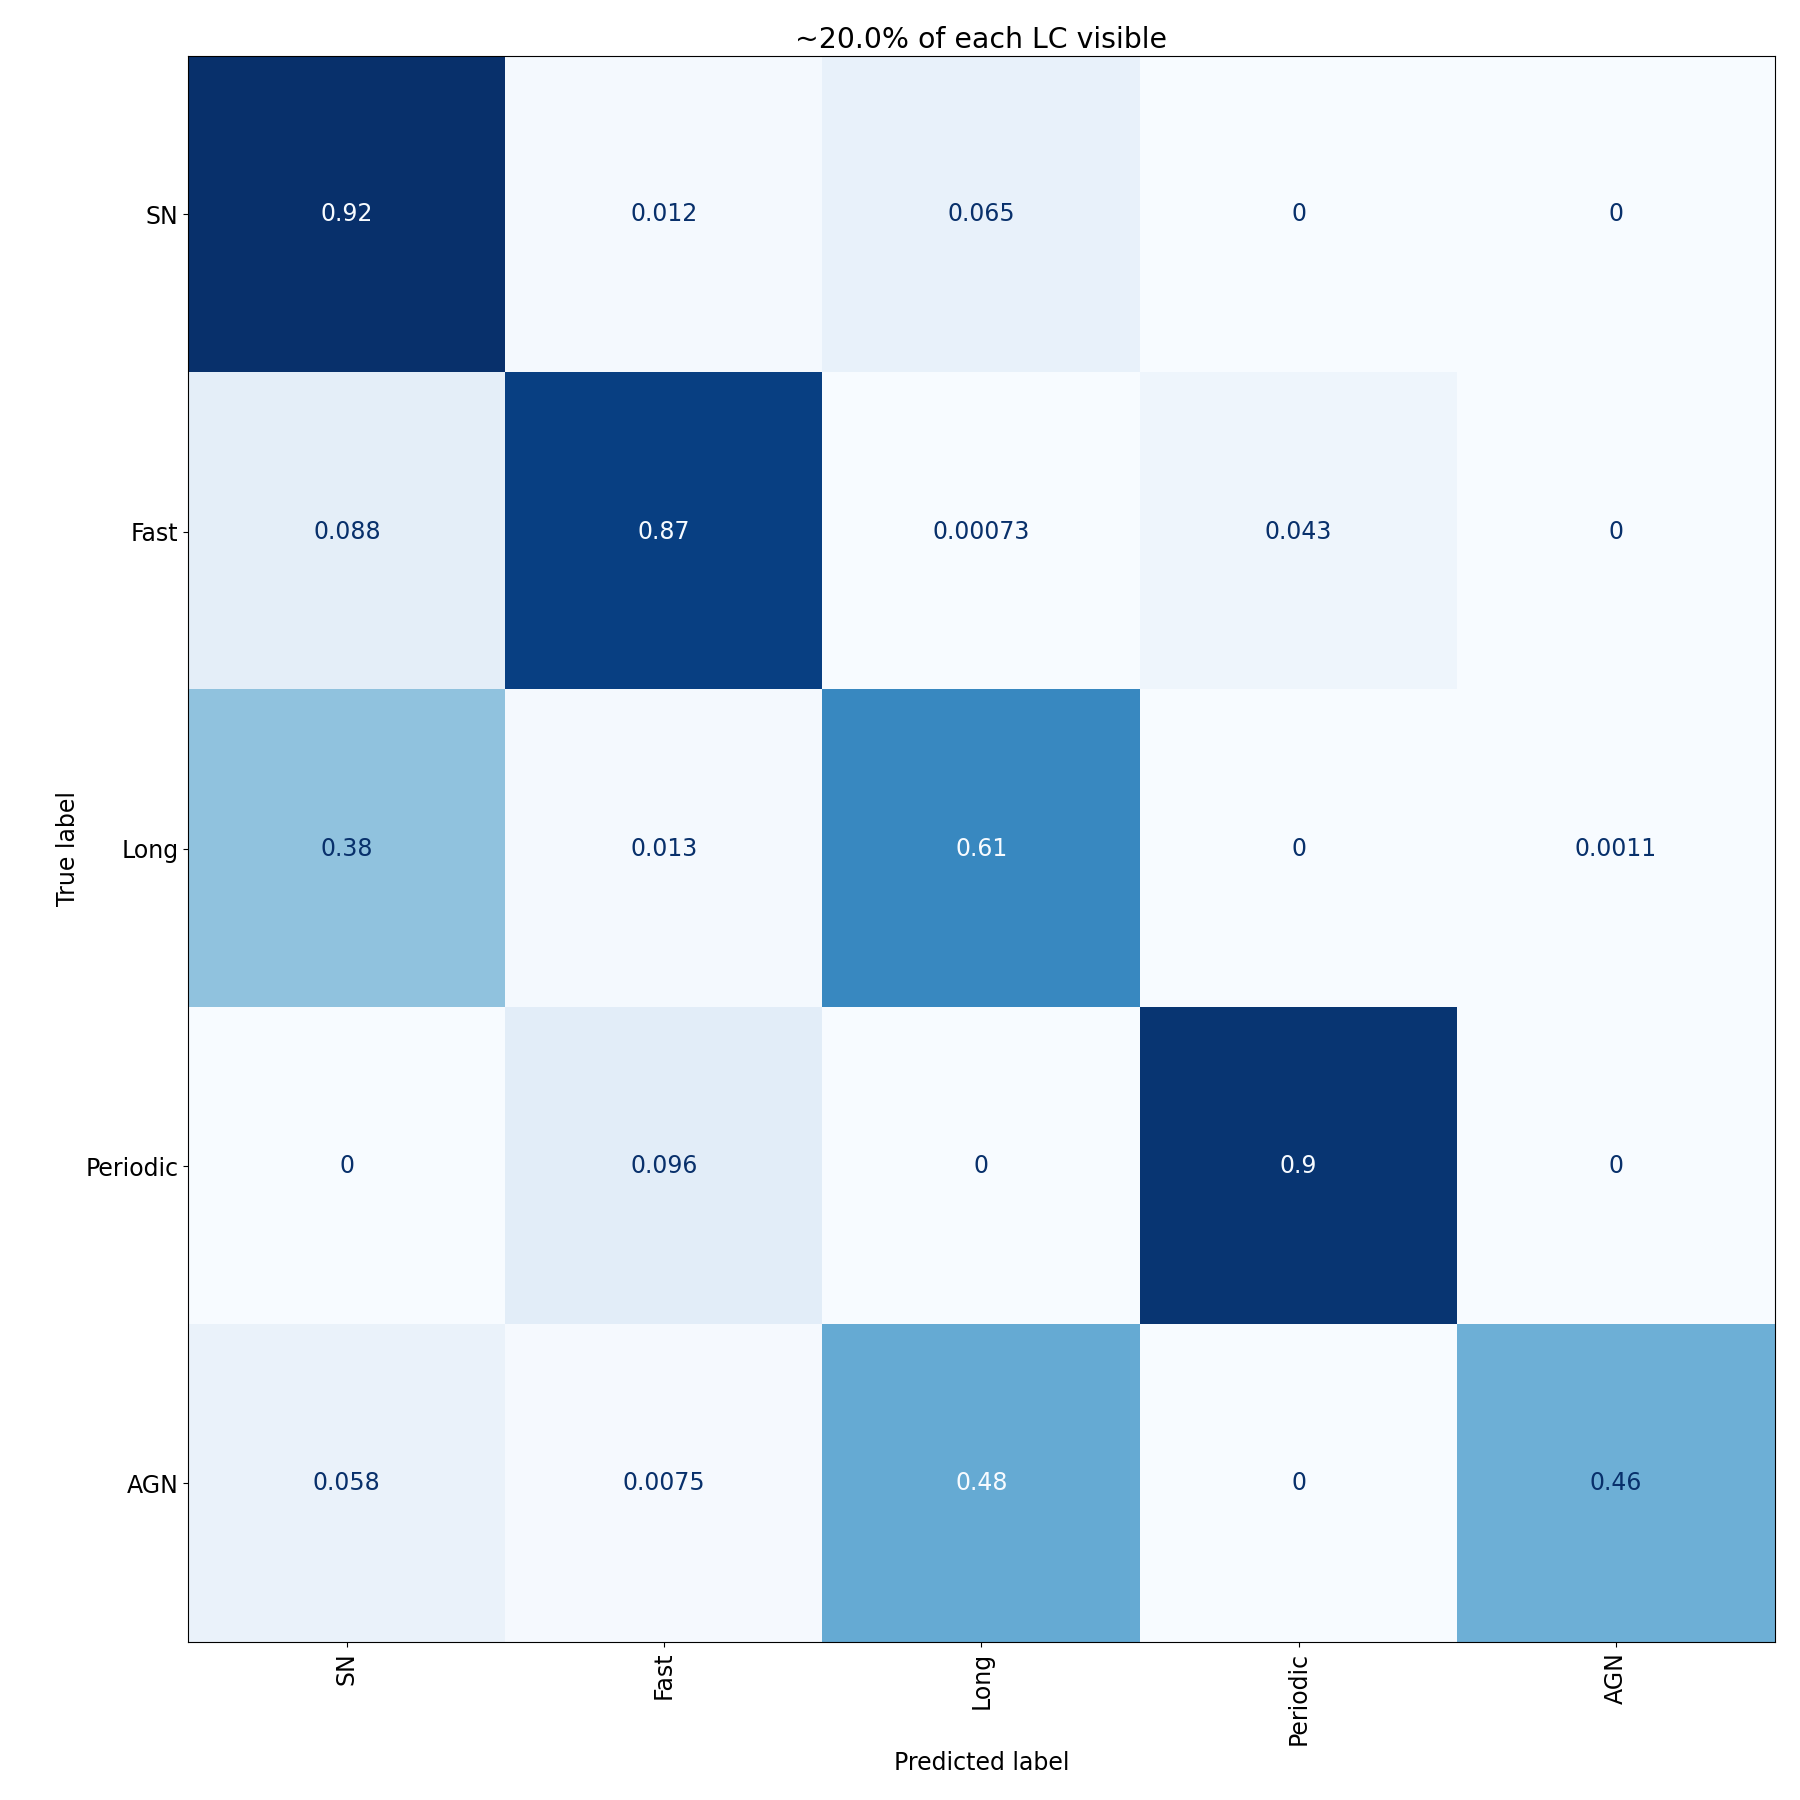 ~20.0% of each LC visible
SN 0.92 0.012 0.065 0 0
Fast 0.088 0.87 0.00073 0.043 0
True label
Long 0.38 0.013 0.61 0 0.0011
Periodic 0 0.096 0 0.9 0
AGN 0.058 0.0075 0.48 0 0.46
SN Fast Long Periodic AGN
Predicted label